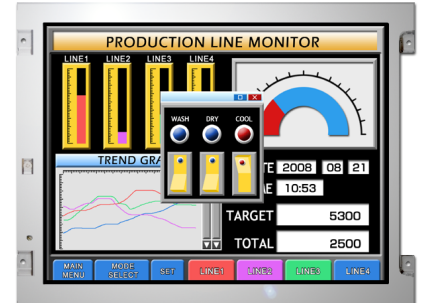 PRODUCTION LINE MONITOR
LINE1 LINE2 LINE3 LINE4
WASH DRY COOL
TREND GRA
TE 2008 08 21
ME 10:53
TARGET 5300
TOTAL 2500
MAIN MENU MODE SELECT SET LINE1 LINE2 LINE3 LINE4